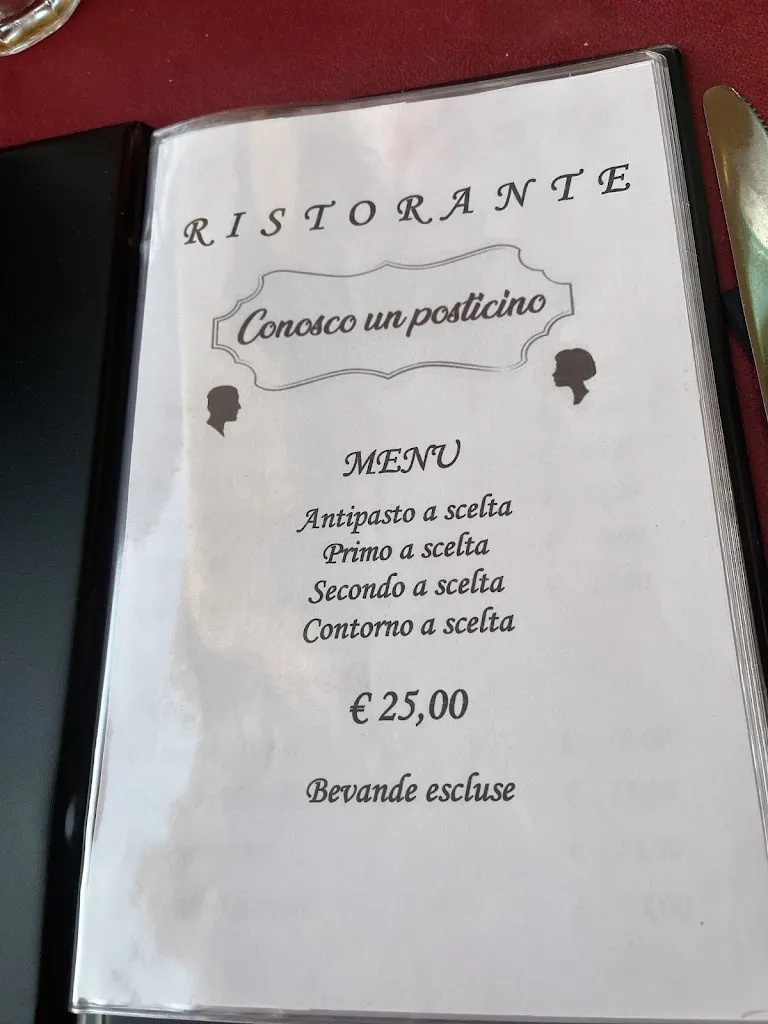 RISTORANTE
Conosco un posticino
MENU
Antipasto a scelta
Primo a scelta
Secondo a scelta
Contorno a scelta
€ 25,00
Bevande escluse